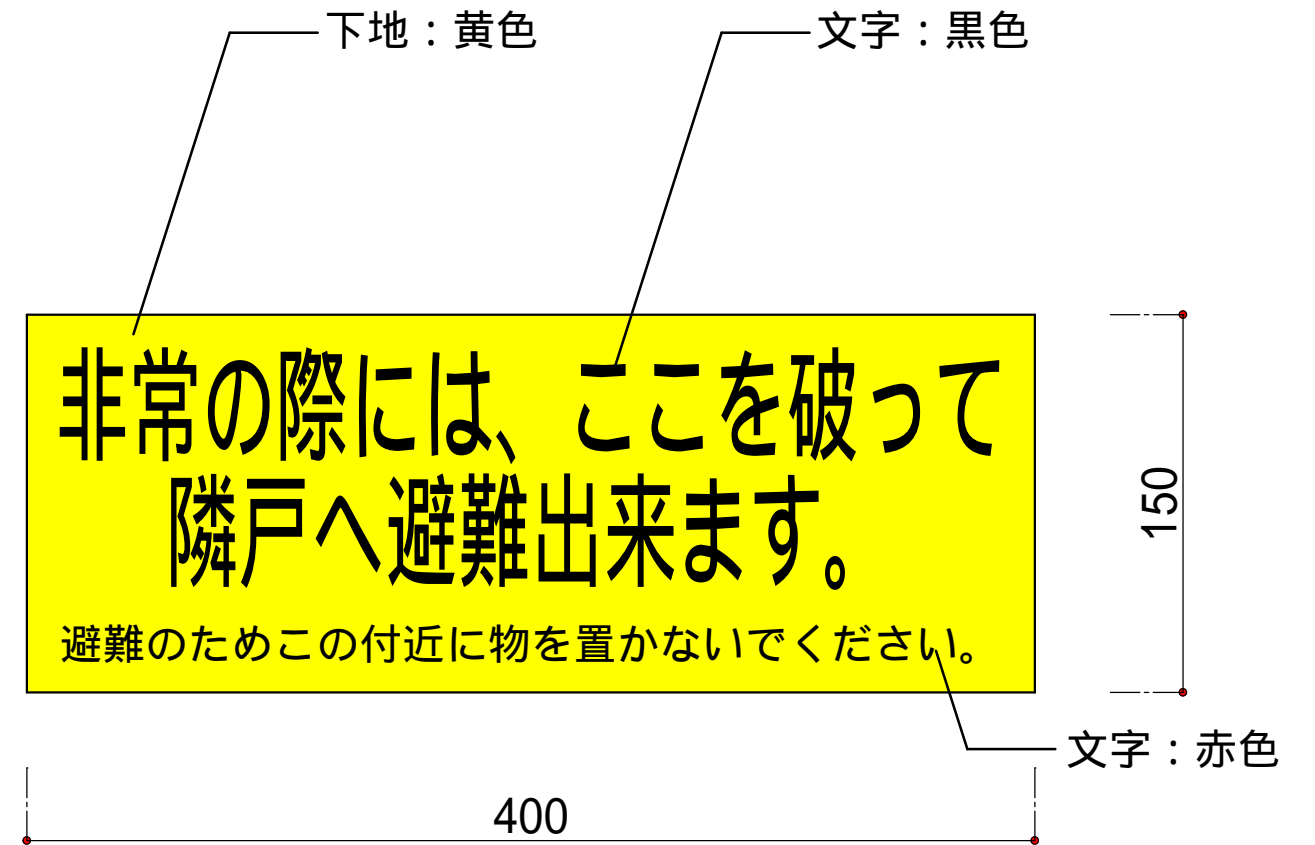 下地：黄色
文字：黒色
非常の際には、ここを破って
隣戸へ避難出来ます。
避難のためこの付近に物を置かないでください。
150
文字：赤色
400